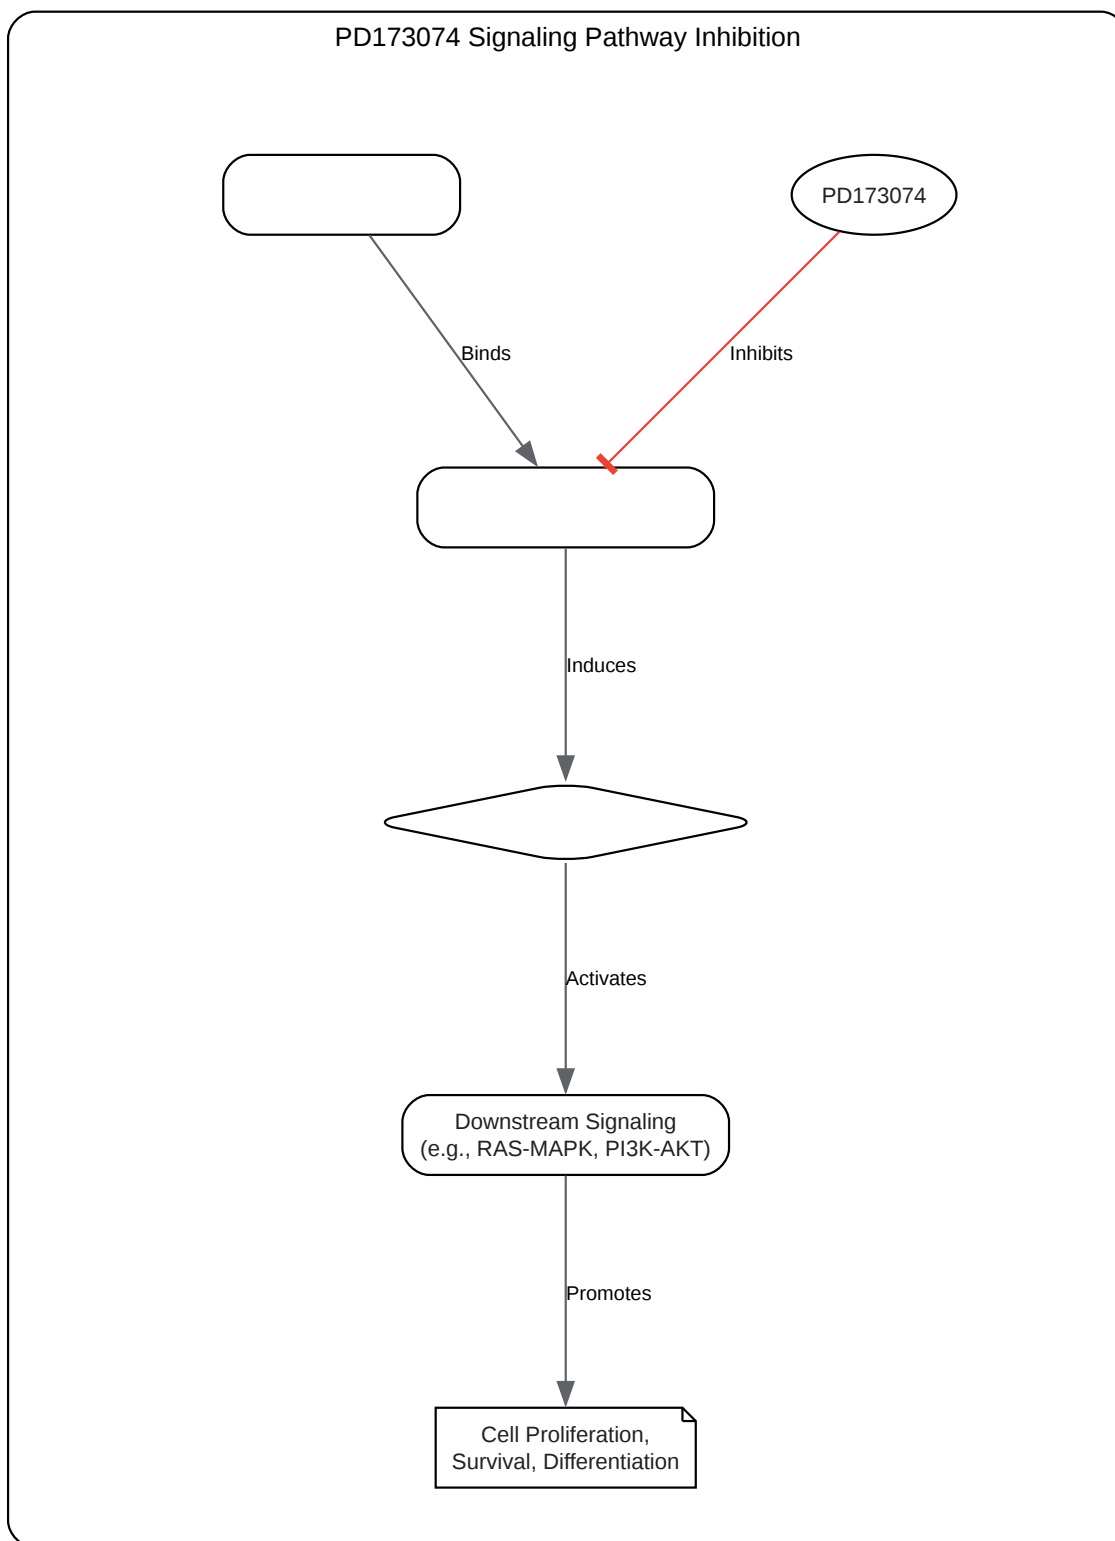 PD173074 Signaling Pathway Inhibition
PD173074
Binds
Inhibits
Induces
Activates
Downstream Signaling
(e.g., RAS-MAPK, PI3K-AKT)
Promotes
Cell Proliferation,
Survival, Differentiation